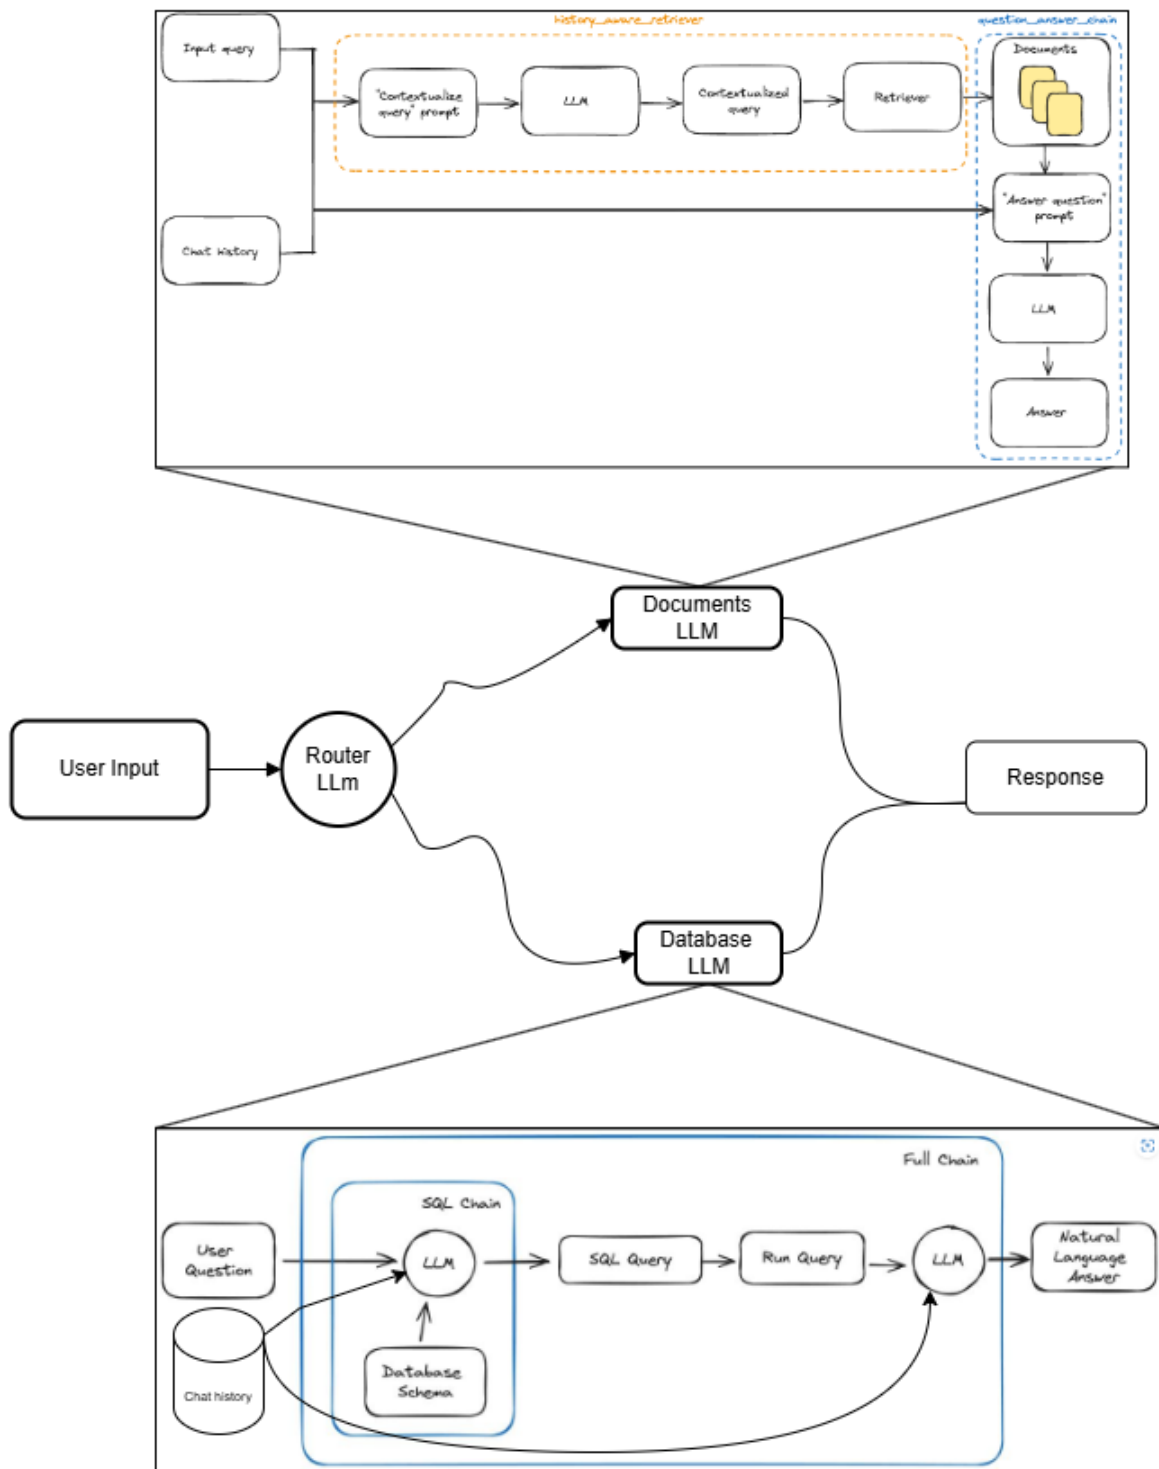 history_aware_retriever
question_answer_chain
Input query
Documents
"Contextualize
query" prompt
LLM
Contextualized
query
Retriever
"Answer question"
prompt
Chat history
LLM
Answer
Documents
LLM
User Input
Router
LLm
Response
Database
LLM
Full Chain
SQL Chain
User
Question
LLM
SQL Query
Run Query
LLM
Natural
Language
Answer
Database
Schema
Chat history